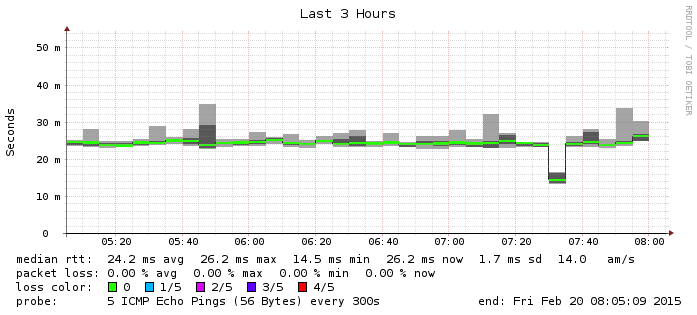 Last 3 Hours
RRDTOOL / TOBI OETIKER
Seconds
50 m
40 m
30 m
20 m
10 m
0
05:20 05:40 06:00 06:20 06:40 07:00 07:20 07:40 08:00
median rtt: 24.2 ms avg 26.2 ms max 14.5 ms min 26.2 ms now 1.7 ms sd 14.0 am/s
packet loss: 0.00 % avg 0.00 % max 0.00 % min 0.00 % now
loss color: 0 1/5 2/5 3/5 4/5
probe: 5 ICMP Echo Pings (56 Bytes) every 300s end: Fri Feb 20 08:05:09 2015